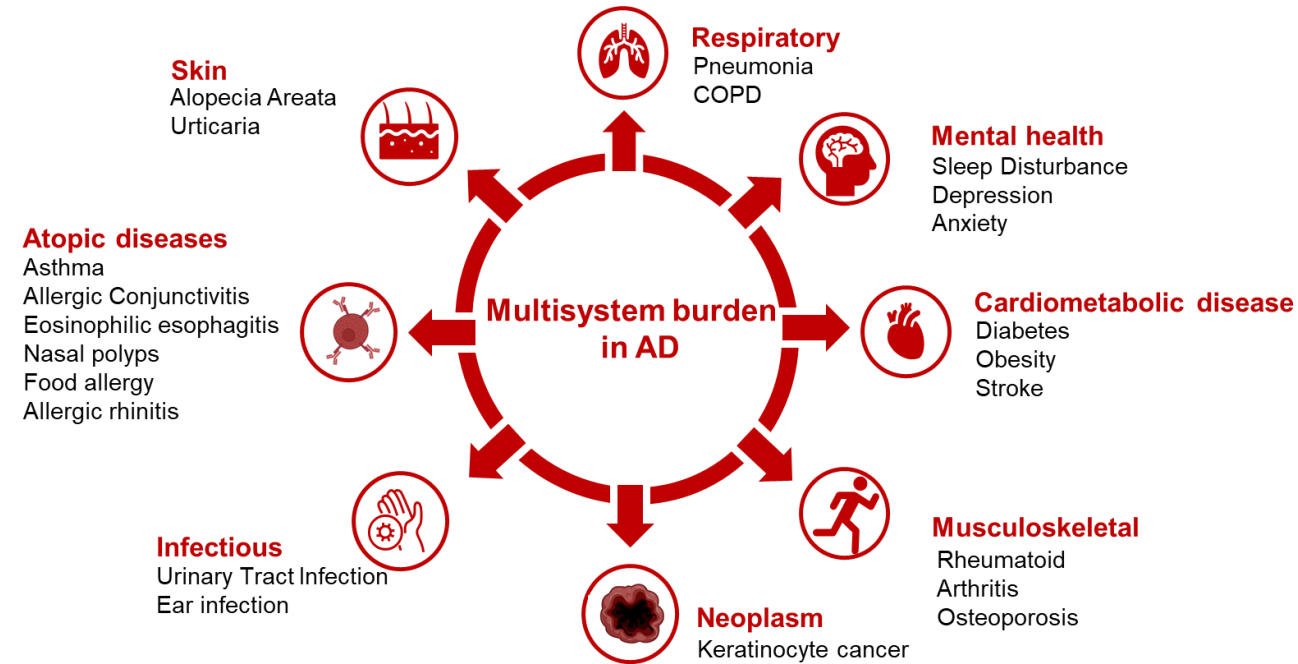 Respiratory
Pneumonia
COPD
Skin
Alopecia Areata
Urticaria
Mental health
Sleep Disturbance
Depression
Anxiety
Atopic diseases
Asthma
Allergic Conjunctivitis
Eosinophilic esophagitis
Nasal polyps
Food allergy
Allergic rhinitis
Multisystem burden
in AD
Cardiometabolic disease
Diabetes
Obesity
Stroke
Infectious
Urinary Tract Infection
Ear infection
Musculoskeletal
Rheumatoid
Arthritis
Osteoporosis
Neoplasm
Keratinocyte cancer